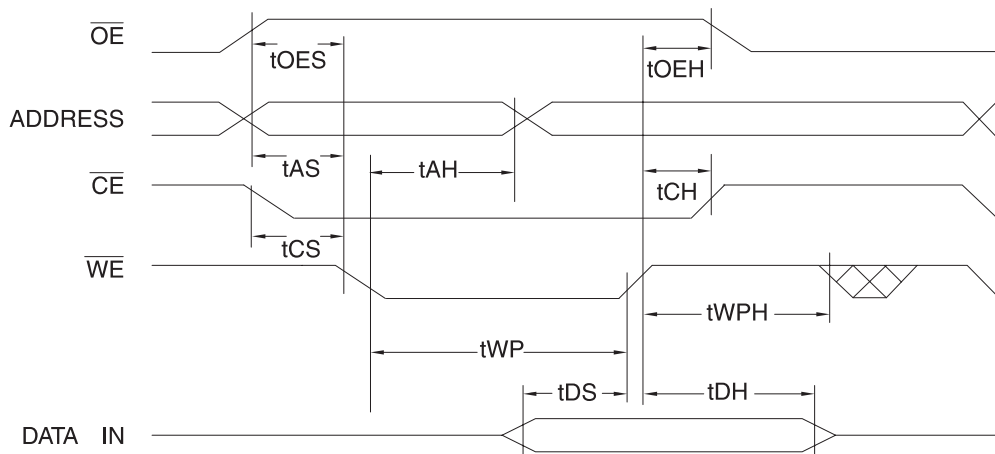 OE
tOES
tOEH
ADDRESS
tAS
tAH
tCH
CE
tCS
WE
tWPH
tWP
tDS
tDH
DATA IN